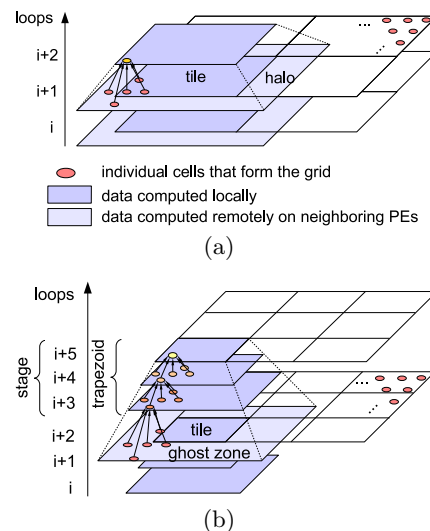 loops
...
i+2
...
tile
halo
i+1
i
individual cells that form the grid
data computed locally
data computed remotely on neighboring PEs
(a)
loops
stage
trapezoid
i+5
...
i+4
...
i+3
i+2
tile
ghost zone
i+1
i
(b)